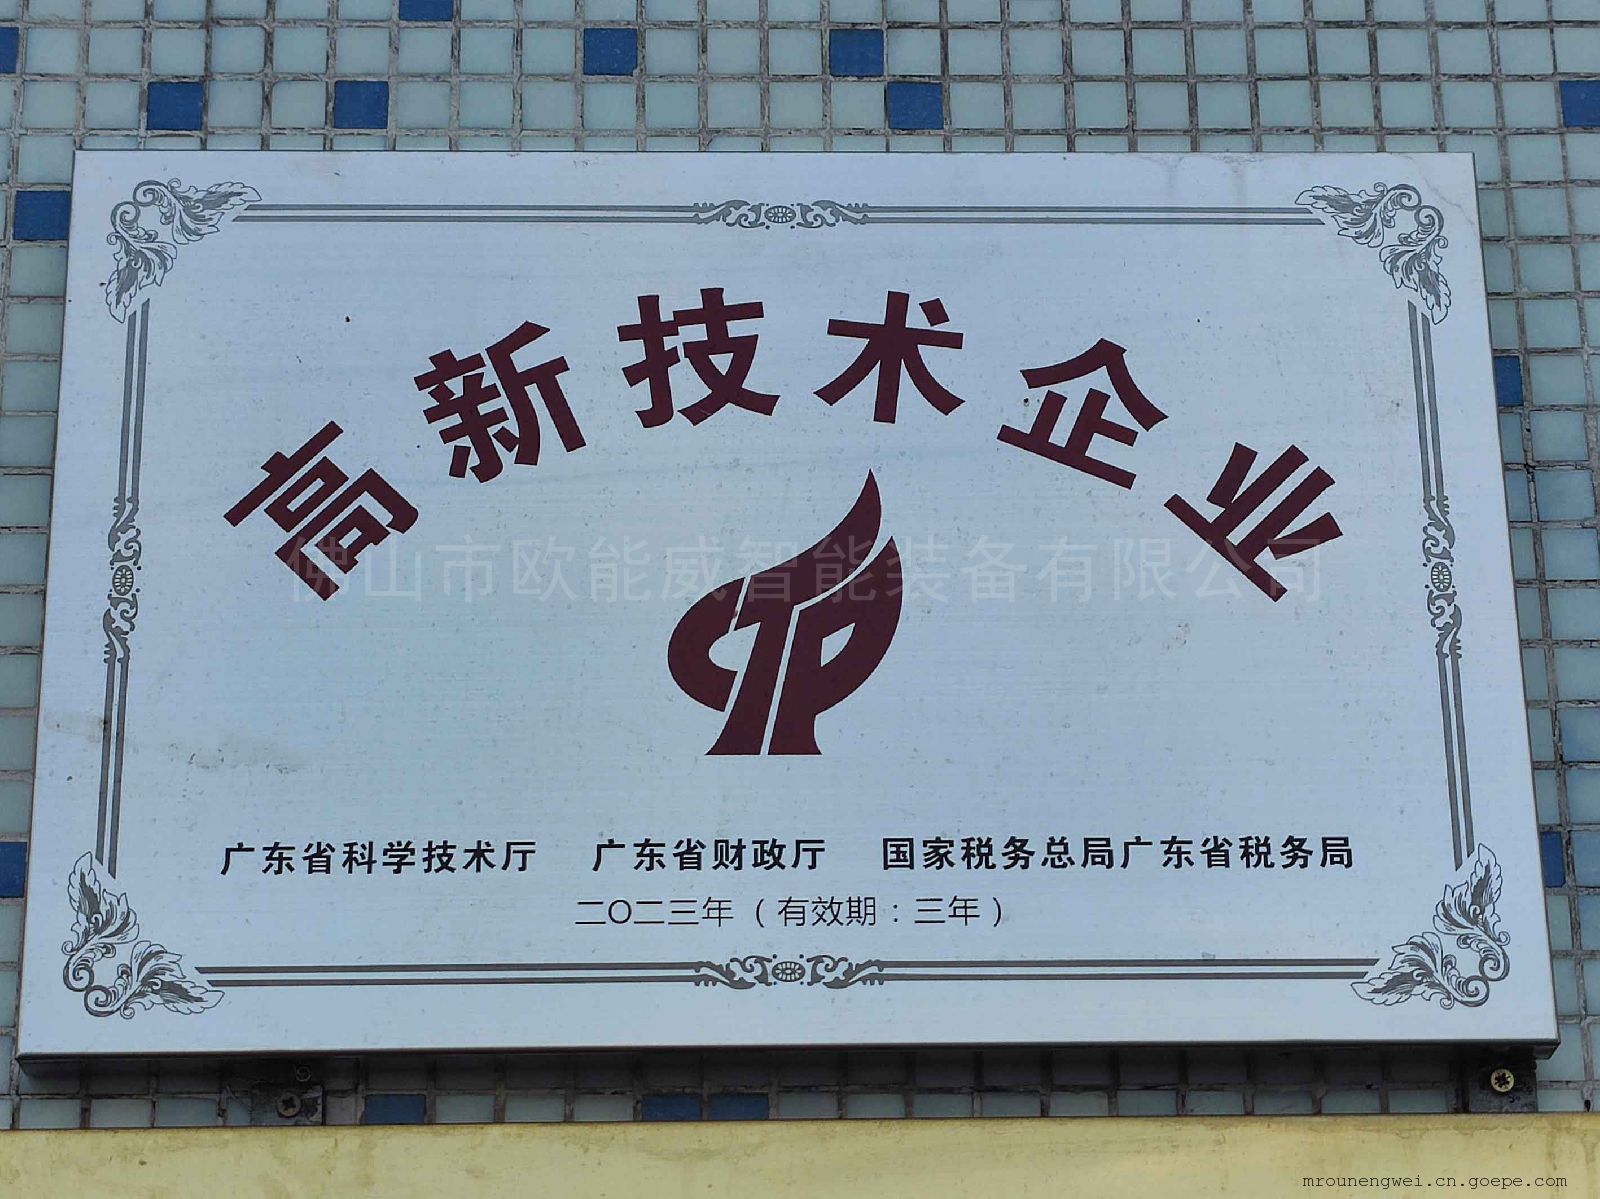 高新技术企业
佛山市欧能威智能装备有限公司
广东省科学技术厅 广东省财政厅 国家税务总局广东省税务局
二〇二三年（有效期：三年）
mrounengwei.cn.goepe.com